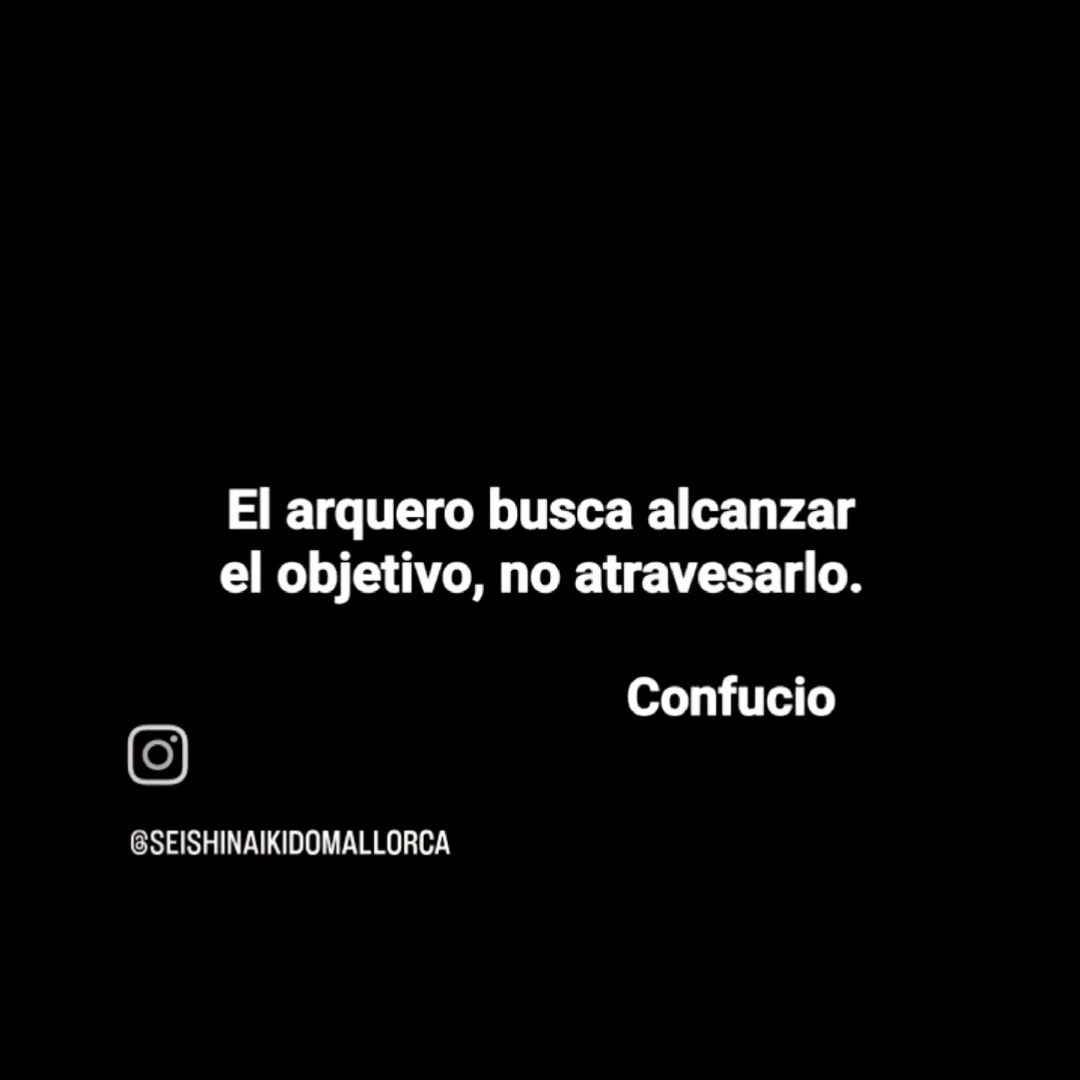 El arquero busca alcanzar
el objetivo, no atravesarlo.
Confucio
@SEISHINAIKIDOMALLORCA